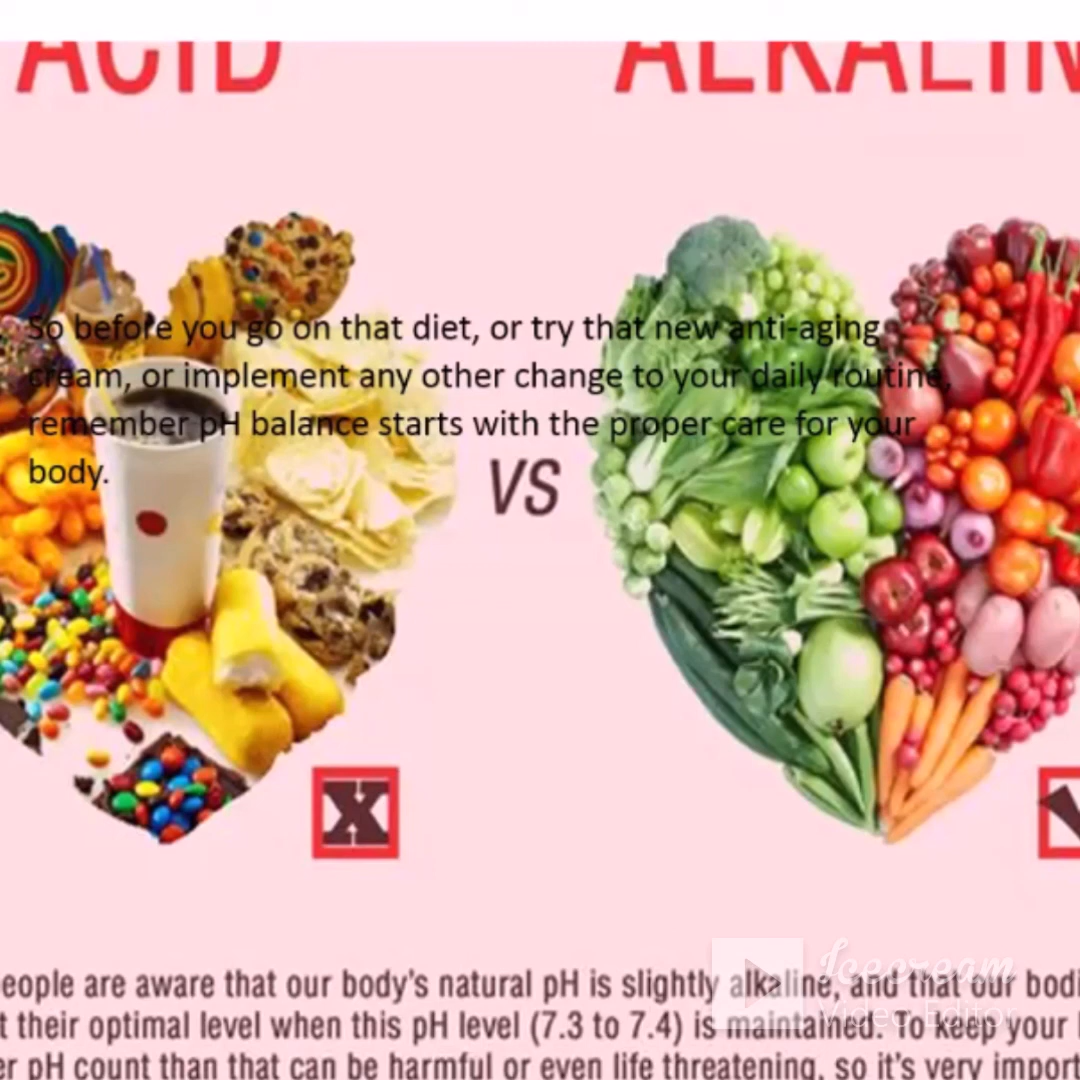 ACID ALKALIN
So before you go on that diet, or try that new anti-aging
cream, or implement any other change to your daily routine,
remember pH balance starts with the proper care for your
body.
VS
X
eople are aware that our body's natural pH is slightly alkaline, and that our bodi
t their optimal level when this pH level (7.3 to 7.4) is maintained. To keep your
er pH count than that can be harmful or even life threatening, so it's very import
Icecream
Video Editor